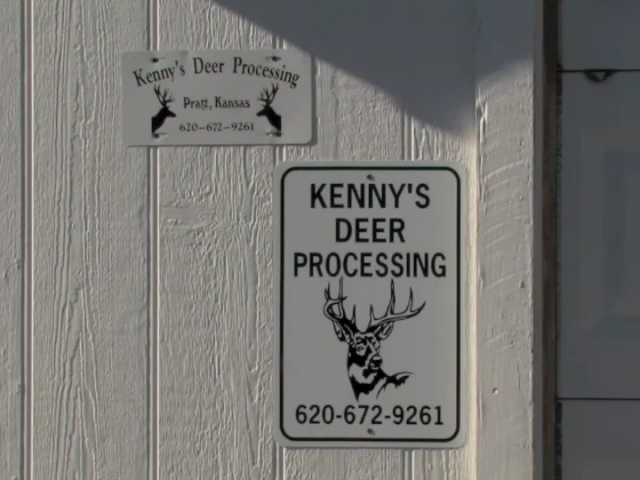 Kenny's Deer Processing
Pratt, Kansas
620-672-9261
KENNY'S
DEER
PROCESSING
620-672-9261